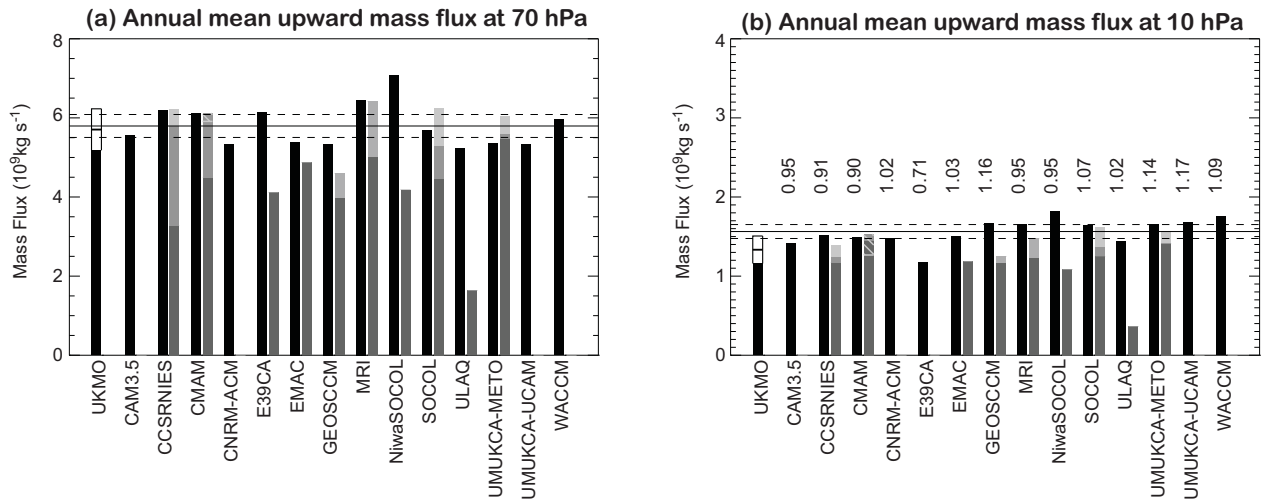 (a) Annual mean upward mass flux at 70 hPa
8
6
4
2
0
Mass Flux (10⁹kg s⁻¹)
UKMO
CAM3.5
CCSRNIES
CMAM
CNRM-ACM
E39CA
EMAC
GEOSCCM
MRI
NiwaSOCOL
SOCOL
ULAQ
UMUKCA-METO
UMUKCA-UCAM
WACCM
(b) Annual mean upward mass flux at 10 hPa
4
3
2
1
0
Mass Flux (10⁹kg s⁻¹)
0.95
0.91
0.90
1.02
0.71
1.03
1.16
0.95
0.95
1.07
1.02
1.14
1.17
1.09
UKMO
CAM3.5
CCSRNIES
CMAM
CNRM-ACM
E39CA
EMAC
GEOSCCM
MRI
NiwaSOCOL
SOCOL
ULAQ
UMUKCA-METO
UMUKCA-UCAM
WACCM